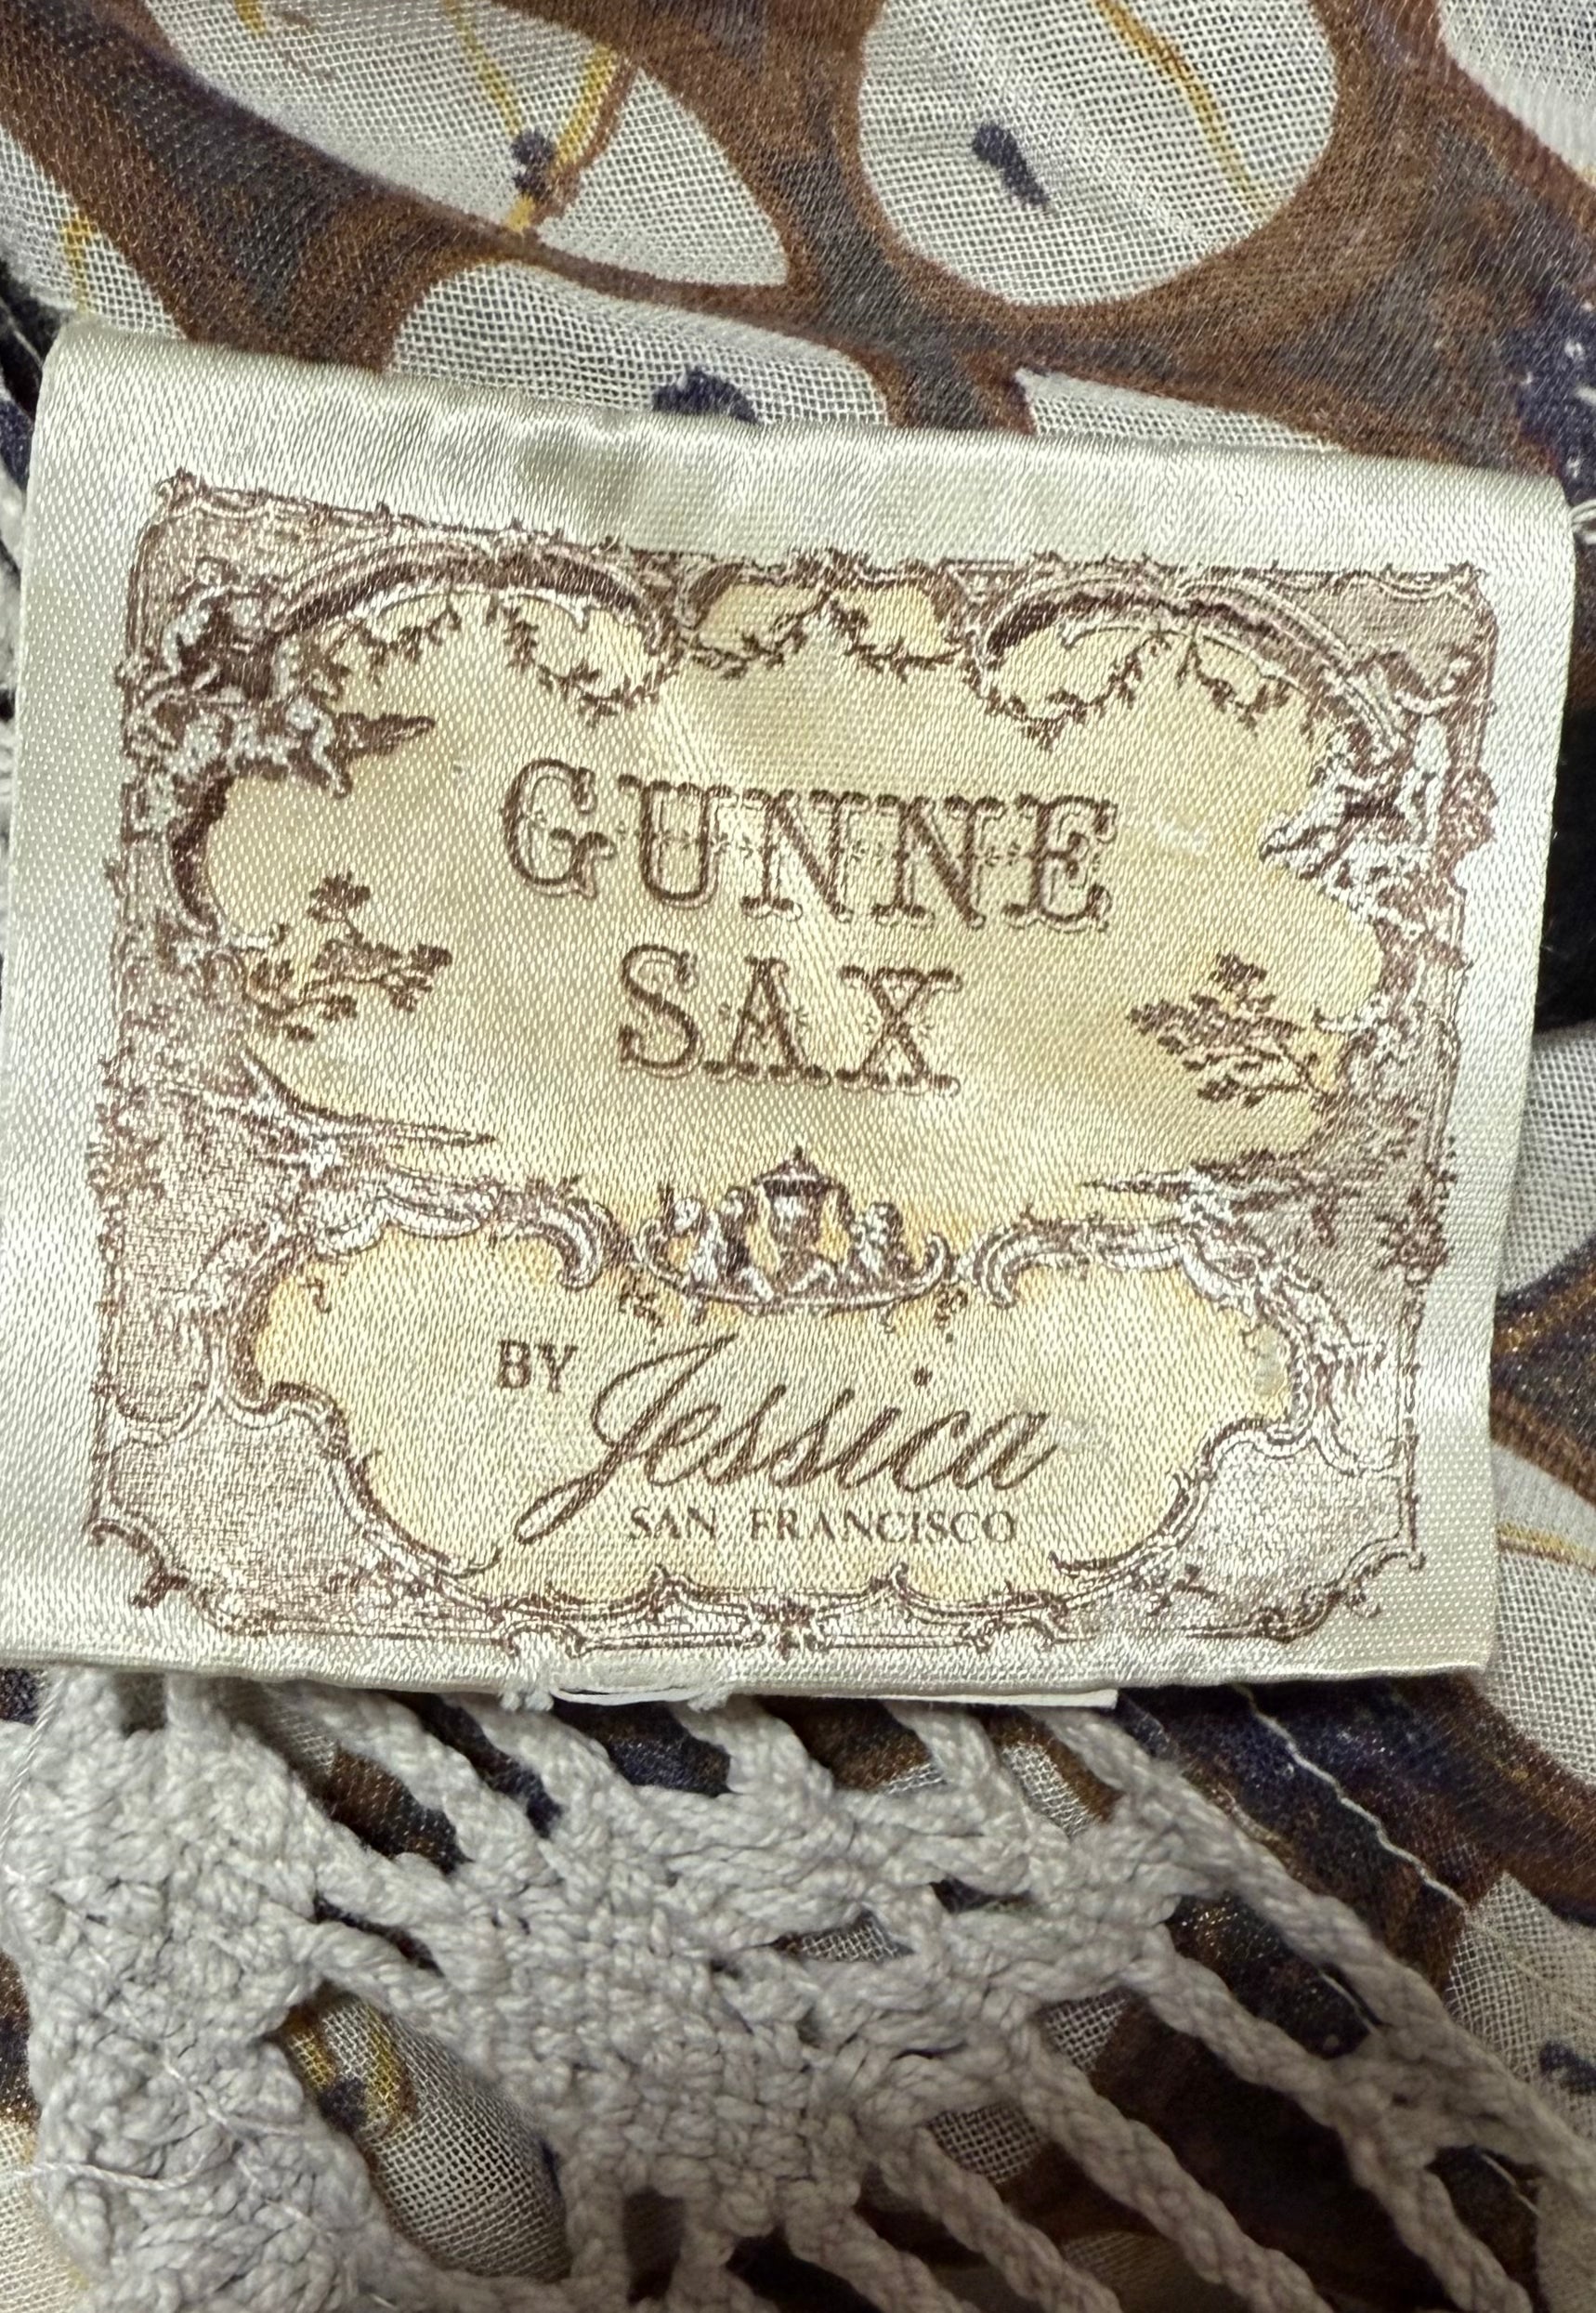 GUNNE
SAX
BY Jessica
SAN FRANCISCO